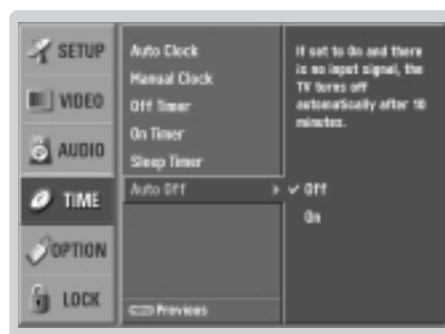 SETUP
VIDEO
AUDIO
TIME
OPTION
LOCK
Auto Clock
Manual Clock
Off Timer
On Timer
Sleep Timer
Auto Off
Previous
If set to On and there
is no input signal, the
TV turns off
automatically after 10
minutes.
Off
On